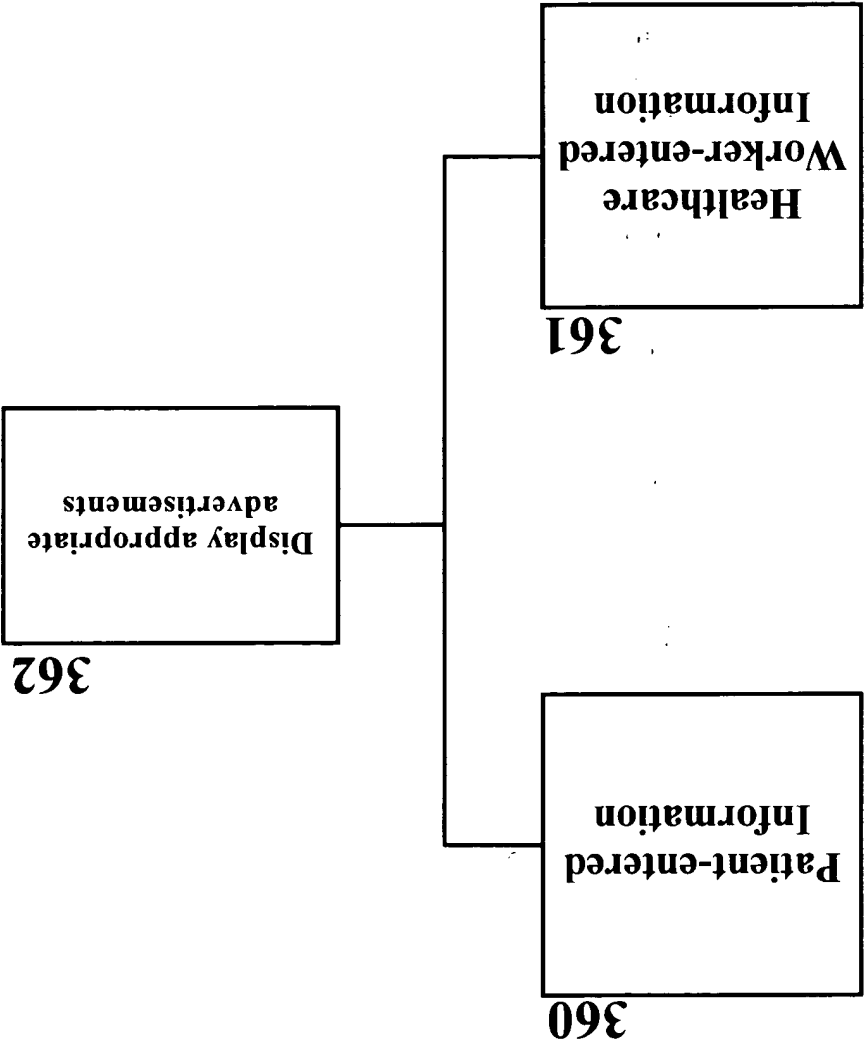 360
Patient-entered
Information
362
Display appropriate
advertisements
361
Healthcare
Worker-entered
Information